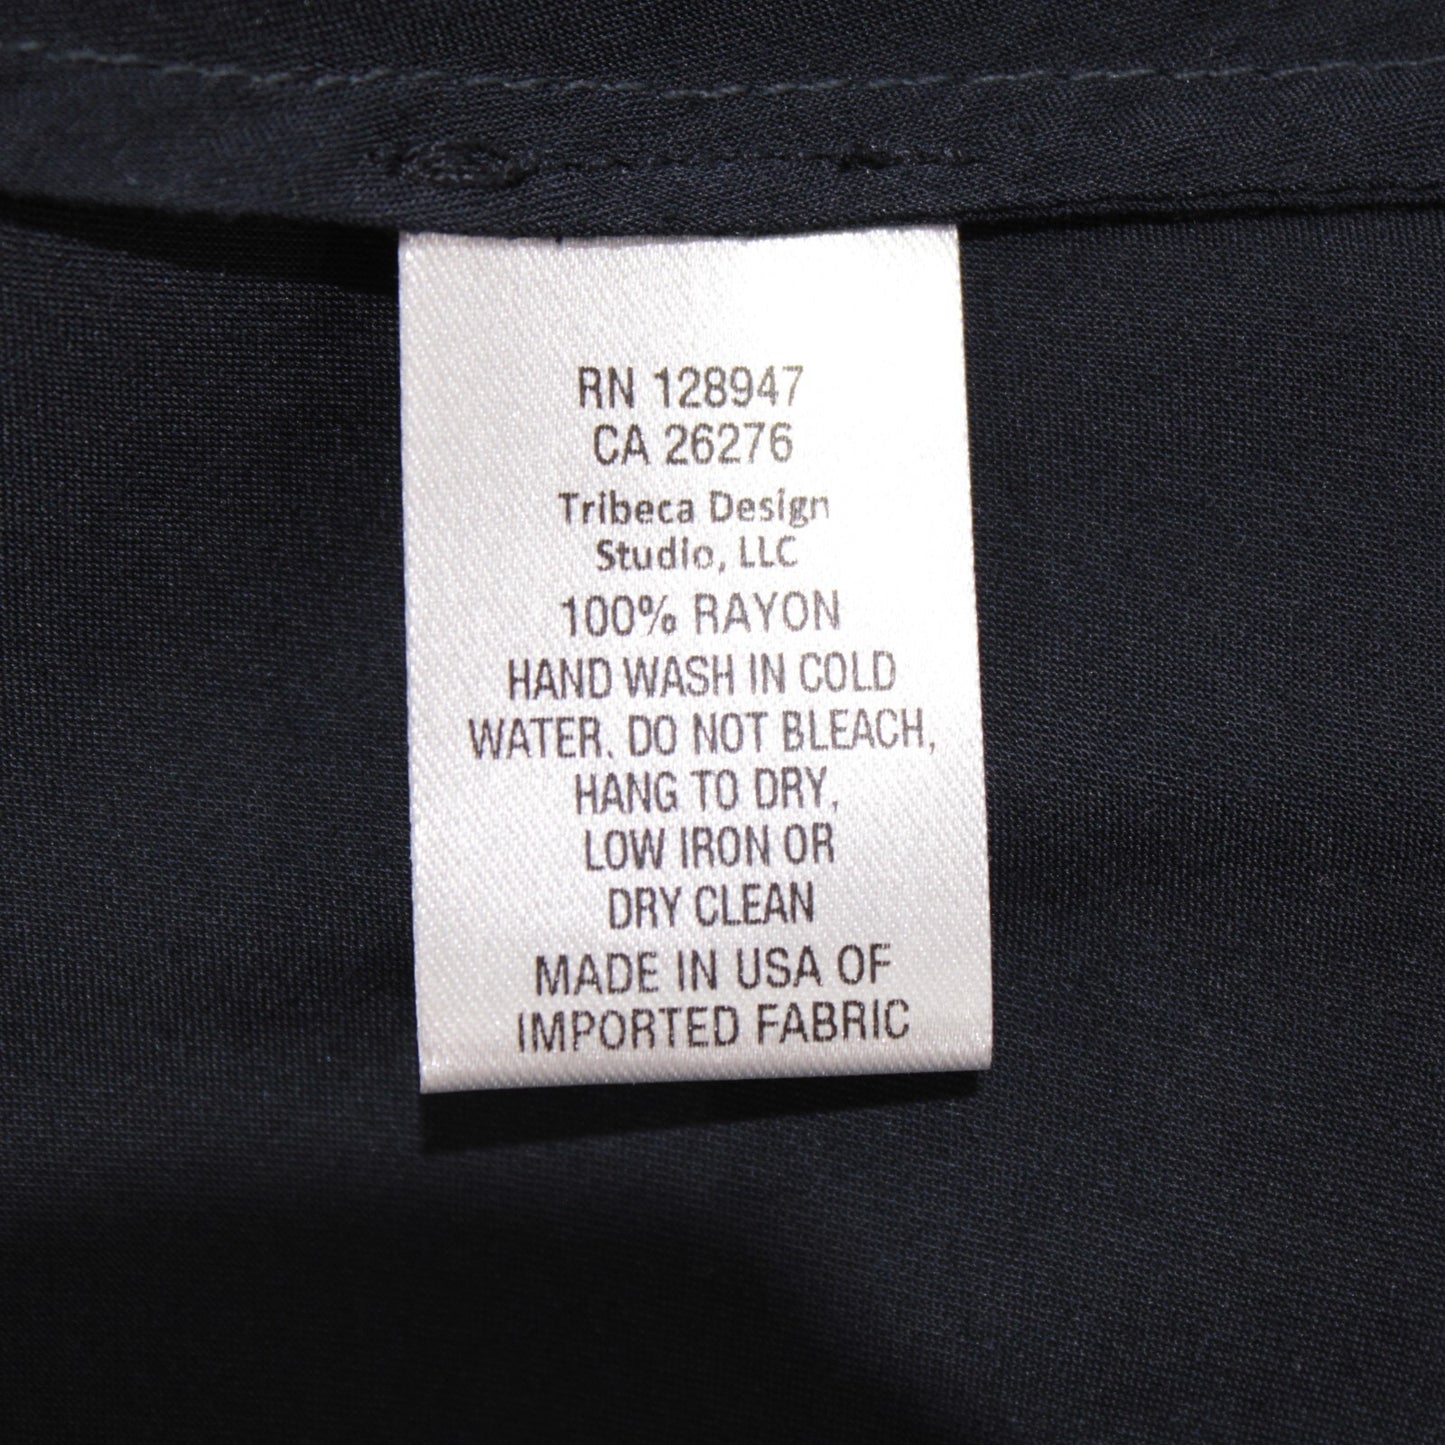 RN 128947
CA 26276
Tribeca Design
Studio, LLC
100% RAYON
HAND WASH IN COLD
WATER. DO NOT BLEACH,
HANG TO DRY,
LOW IRON OR
DRY CLEAN
MADE IN USA OF
IMPORTED FABRIC